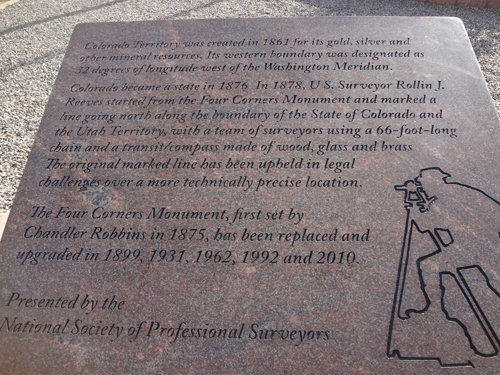 Colorado Territory was created in 1861 for its gold, silver and
other mineral resources. Its western boundary was designated as
32 degrees of longitude west of the Washington Meridian.
Colorado became a state in 1876. In 1878, U.S. Surveyor Rollin J.
Reeves started from the Four Corners Monument and marked a
line going north along the boundary of the State of Colorado and
the Utah Territory, with a team of surveyors using a 66-foot-long
chain and a transit/compass made of wood, glass and brass
The original marked line has been upheld in legal
challenges over a more technically precise location.
The Four Corners Monument, first set by
Chandler Robbins in 1875, has been replaced and
upgraded in 1899, 1931, 1962, 1992 and 2010.
Presented by the
National Society of Professional Surveyors